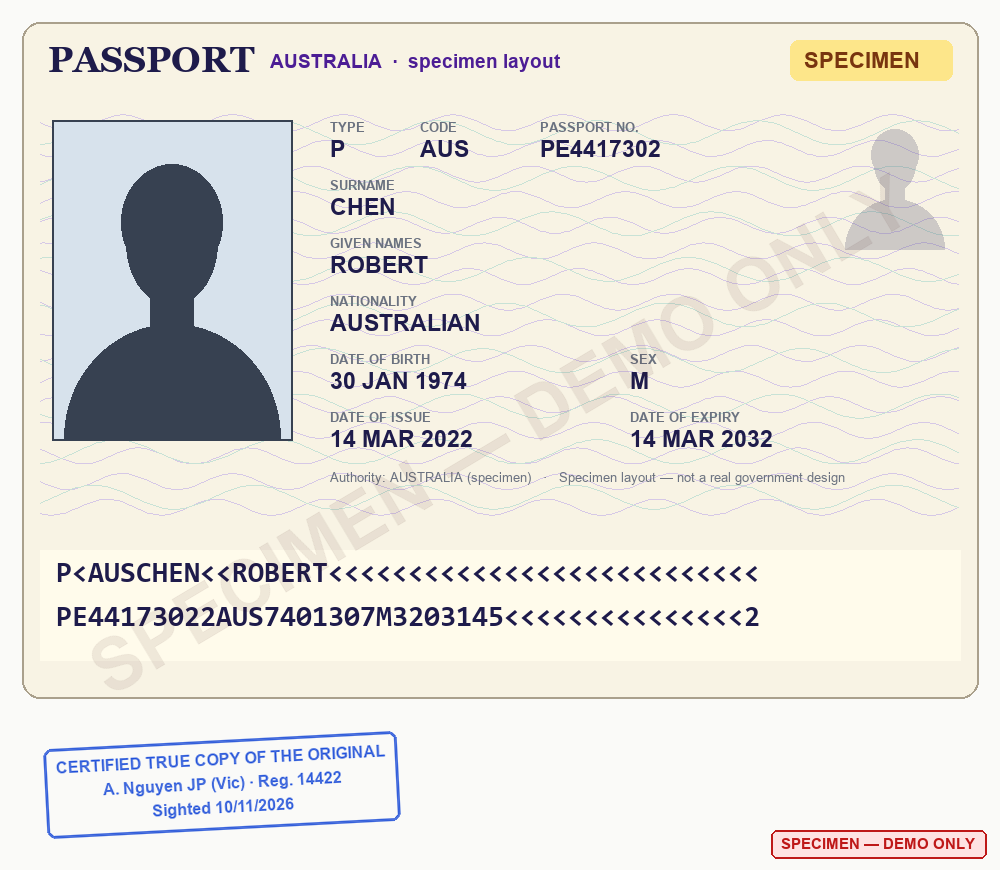 PASSPORT AUSTRALIA · specimen layout SPECIMEN
TYPE CODE PASSPORT NO.
P AUS PE4417302
SURNAME
CHEN
GIVEN NAMES
ROBERT
NATIONALITY
AUSTRALIAN
DATE OF BIRTH SEX
30 JAN 1974 M
DATE OF ISSUE DATE OF EXPIRY
14 MAR 2022 14 MAR 2032
Authority: AUSTRALIA (specimen) · Specimen layout — not a real government design
SPECIMEN — DEMO ONLY
P<AUSCHEN<<ROBERT<<<<<<<<<<<<<<<<<<<<<<<<<<<
PE44173022AUS7401307M3203145<<<<<<<<<<<<<<<2
CERTIFIED TRUE COPY OF THE ORIGINAL
A. Nguyen JP (Vic) · Reg. 14422
Sighted 10/11/2026
SPECIMEN — DEMO ONLY